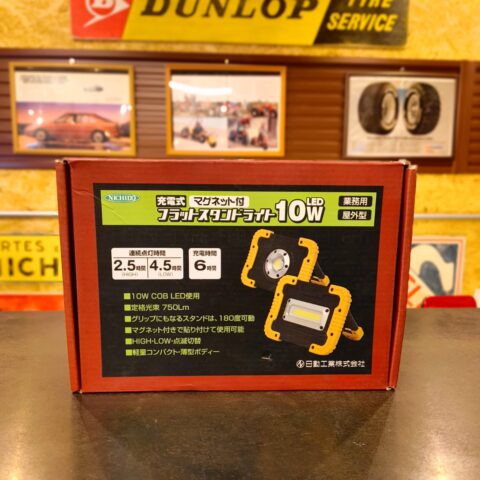 DUNLOP
TIRE
SERVICE
NICHIDO
充電式 マグネット付
フラットスタンドライト10W
LED
業務用
屋外型
連続点灯時間
充電時間
2.5時間
(HIGH)
4.5時間
(LOW)
6時間
■10W COB LED使用
■定格光束 750Lm
■グリップにもなるスタンドは、180度可動
■マグネット付きで貼り付けて使用可能
■HIGH-LOW-点滅切替
■軽量コンパクト・薄型ボディー
日動工業株式会社